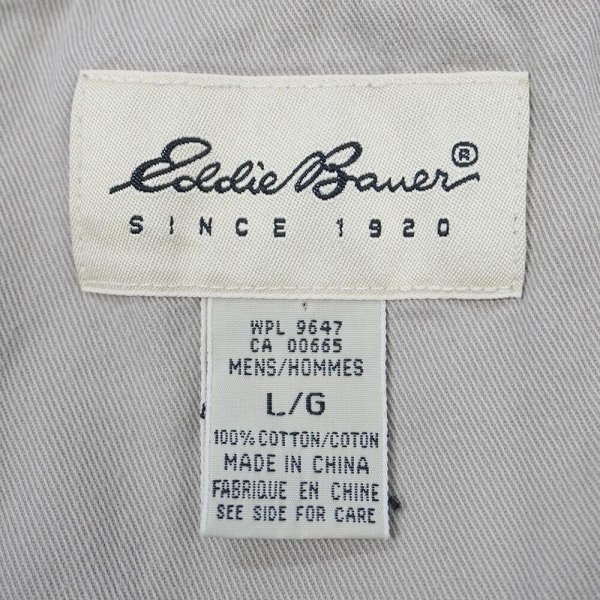 Eddie Bauer®
SINCE 1920
WPL 9647
CA 00665
MENS/HOMMES
L/G
100% COTTON/COTON
MADE IN CHINA
FABRIQUE EN CHINE
SEE SIDE FOR CARE